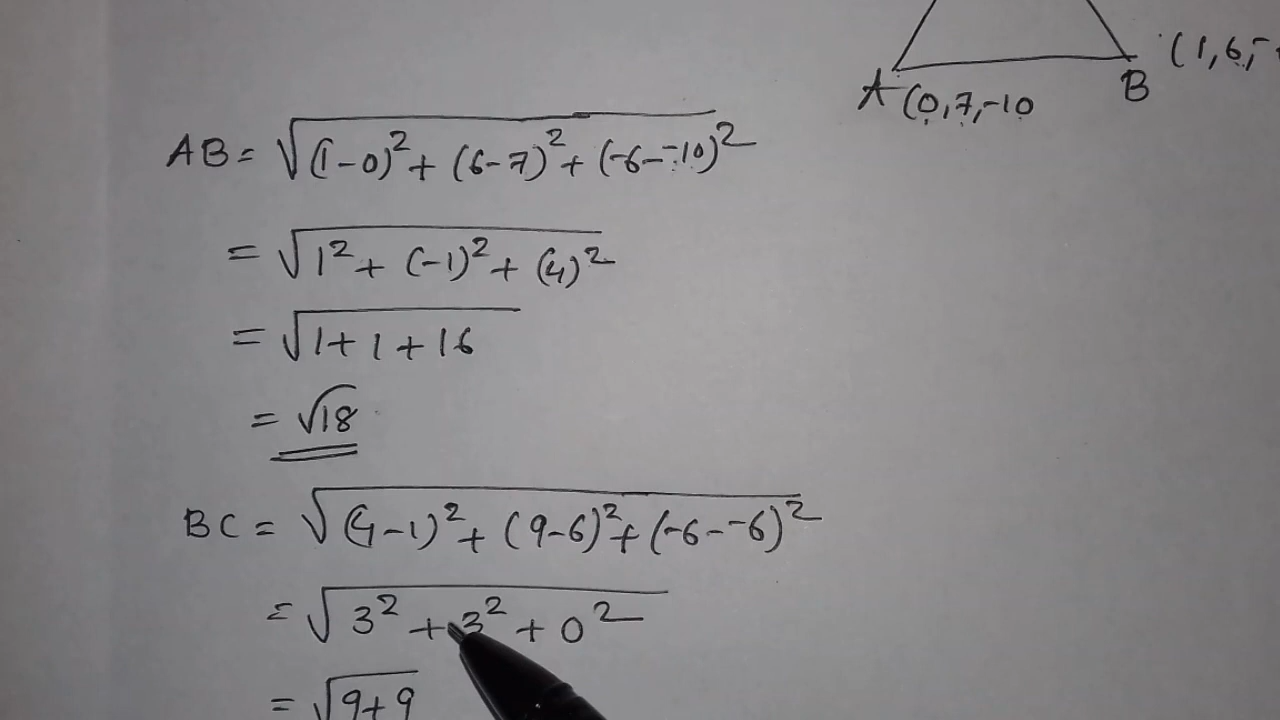 (1,6,-
A (0,7,-10
B
AB = √(1-0)² + (6-7)² + (-6--10)²
= √1² + (-1)² + (4)²
= √1+1+16
= √18
BC = √(4-1)² + (9-6)² + (-6--6)²
= √3² + 3² + 0²
= √9+9